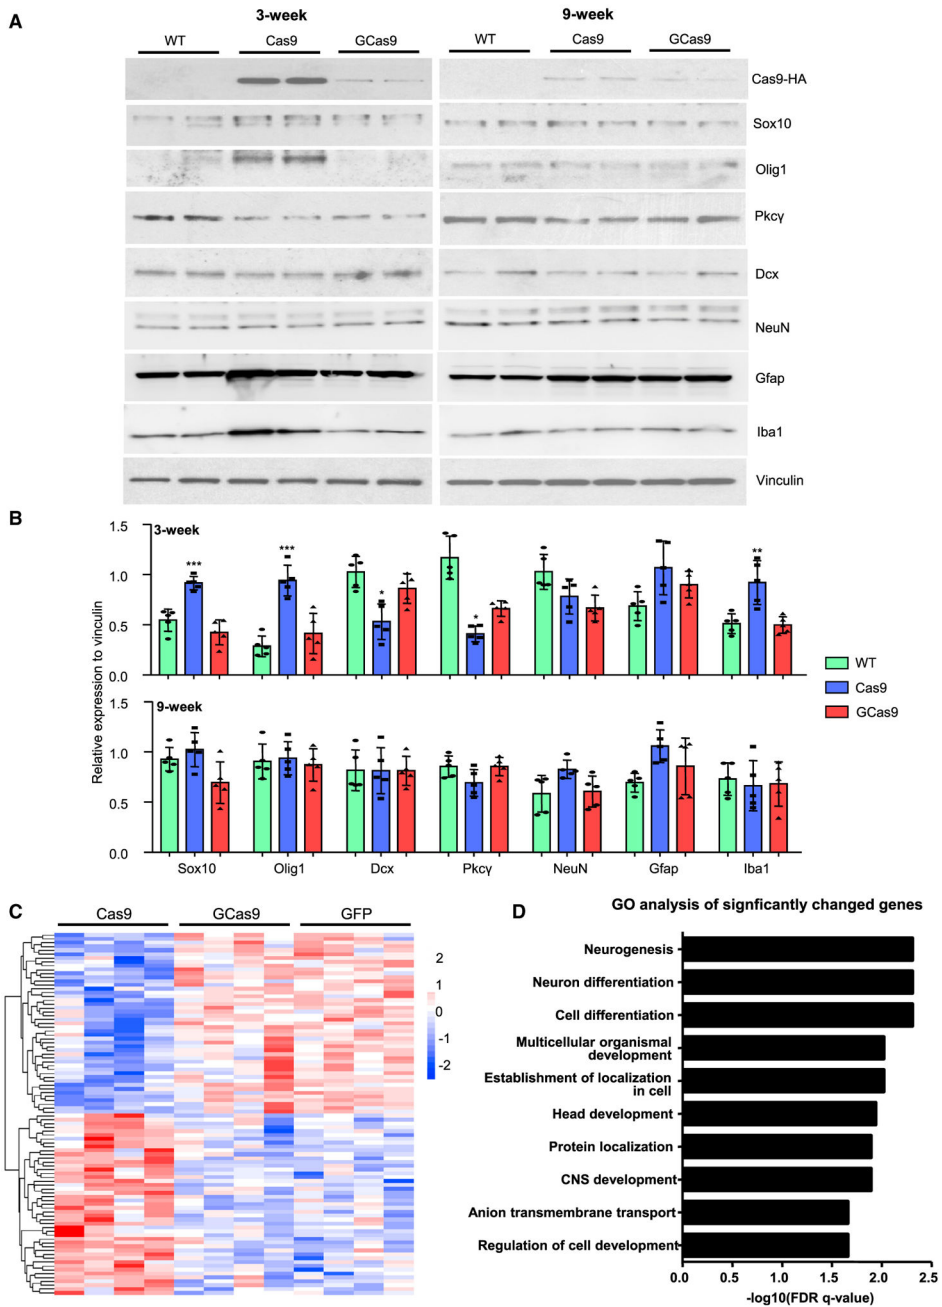 A
3-week
9-week
WT
Cas9
GCas9
WT
Cas9
GCas9
Cas9-HA
Sox10
Olig1
Pkcγ
Dcx
NeuN
Gfap
Iba1
Vinculin
B
Relative expression to vinculin
3-week
1.5
1.0
0.5
0.0
***
***
*
*
**
WT
Cas9
GCas9
9-week
1.5
1.0
0.5
0.0
Sox10
Olig1
Dcx
Pkcγ
NeuN
Gfap
Iba1
C
Cas9
GCas9
GFP
2
1
0
-1
-2
D
GO analysis of signficantly changed genes
Neurogenesis
Neuron differentiation
Cell differentiation
Multicellular organismal
development
Establishment of localization
in cell
Head development
Protein localization
CNS development
Anion transmembrane transport
Regulation of cell development
0.0
0.5
1.0
1.5
2.0
2.5
-log10(FDR q-value)